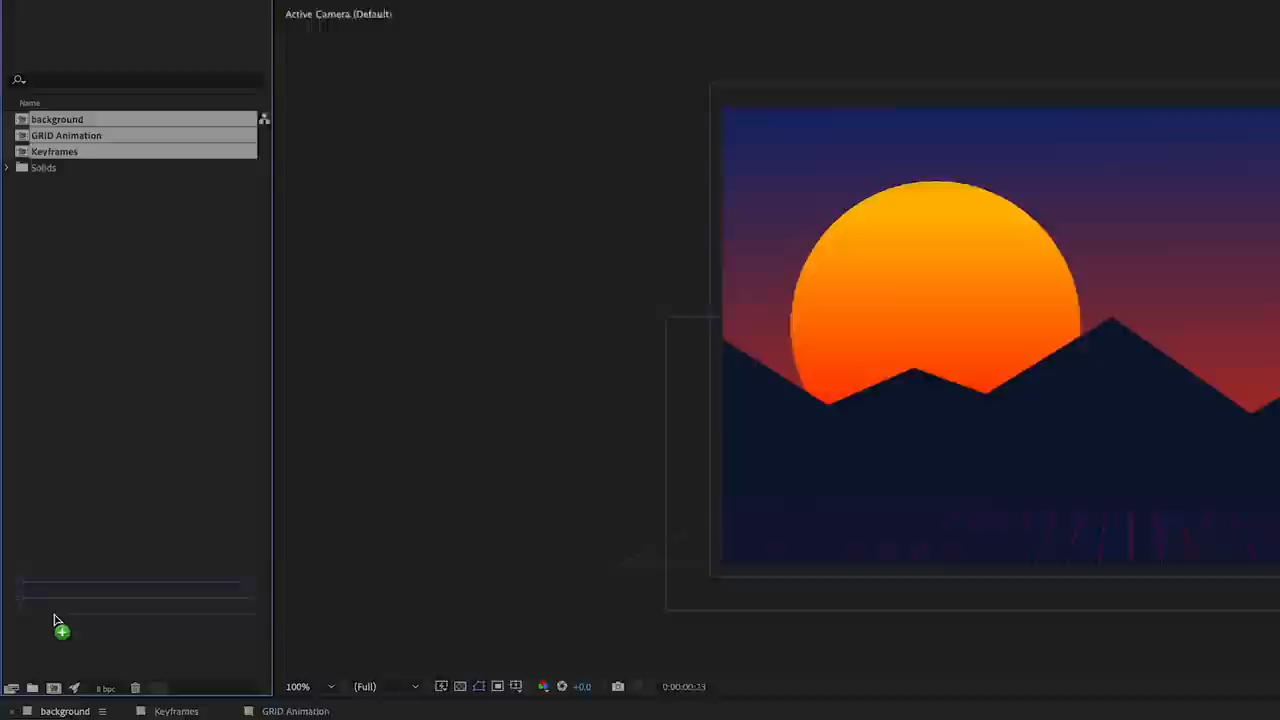 Active Camera (Default)
Name
background
GRID Animation
Keyframes
Solids
8 bpc
100%
(Full)
+0.0
0:00:00:23
background
Keyframes
GRID Animation